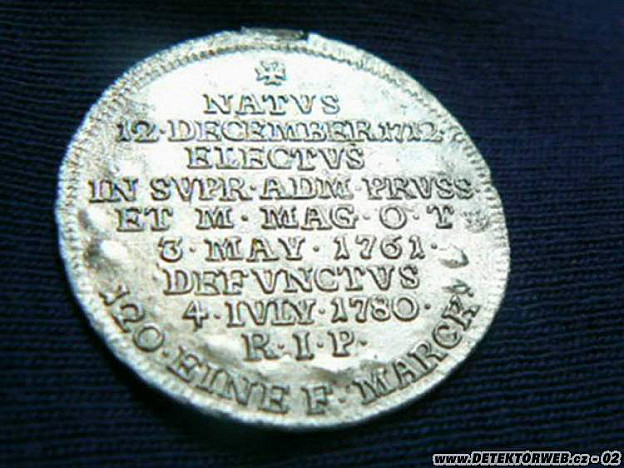 NATVS
12·DECEMBER·1712·
ELECTVS
IN SVPR·ADM·PRVSS
ET M·MAG·O·T
3·MAY·1761·
DEFVNCTVS
4·IVLY·1780·
R·I·P·
120·EINE F·MARCK
www.DETEKTORWEB.cz - 02